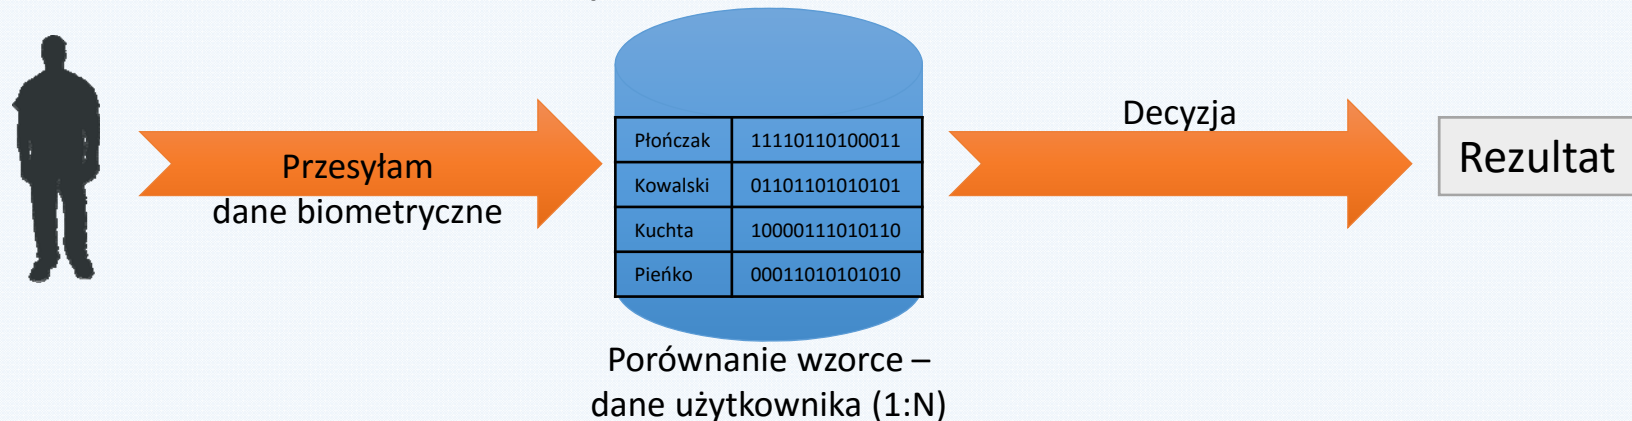 Przesyłam
dane biometryczne
Płończak 11110110100011
Kowalski 01101101010101
Kuchta 10000111010110
Pieńko 00011010101010
Porównanie wzorce –
dane użytkownika (1:N)
Decyzja
Rezultat